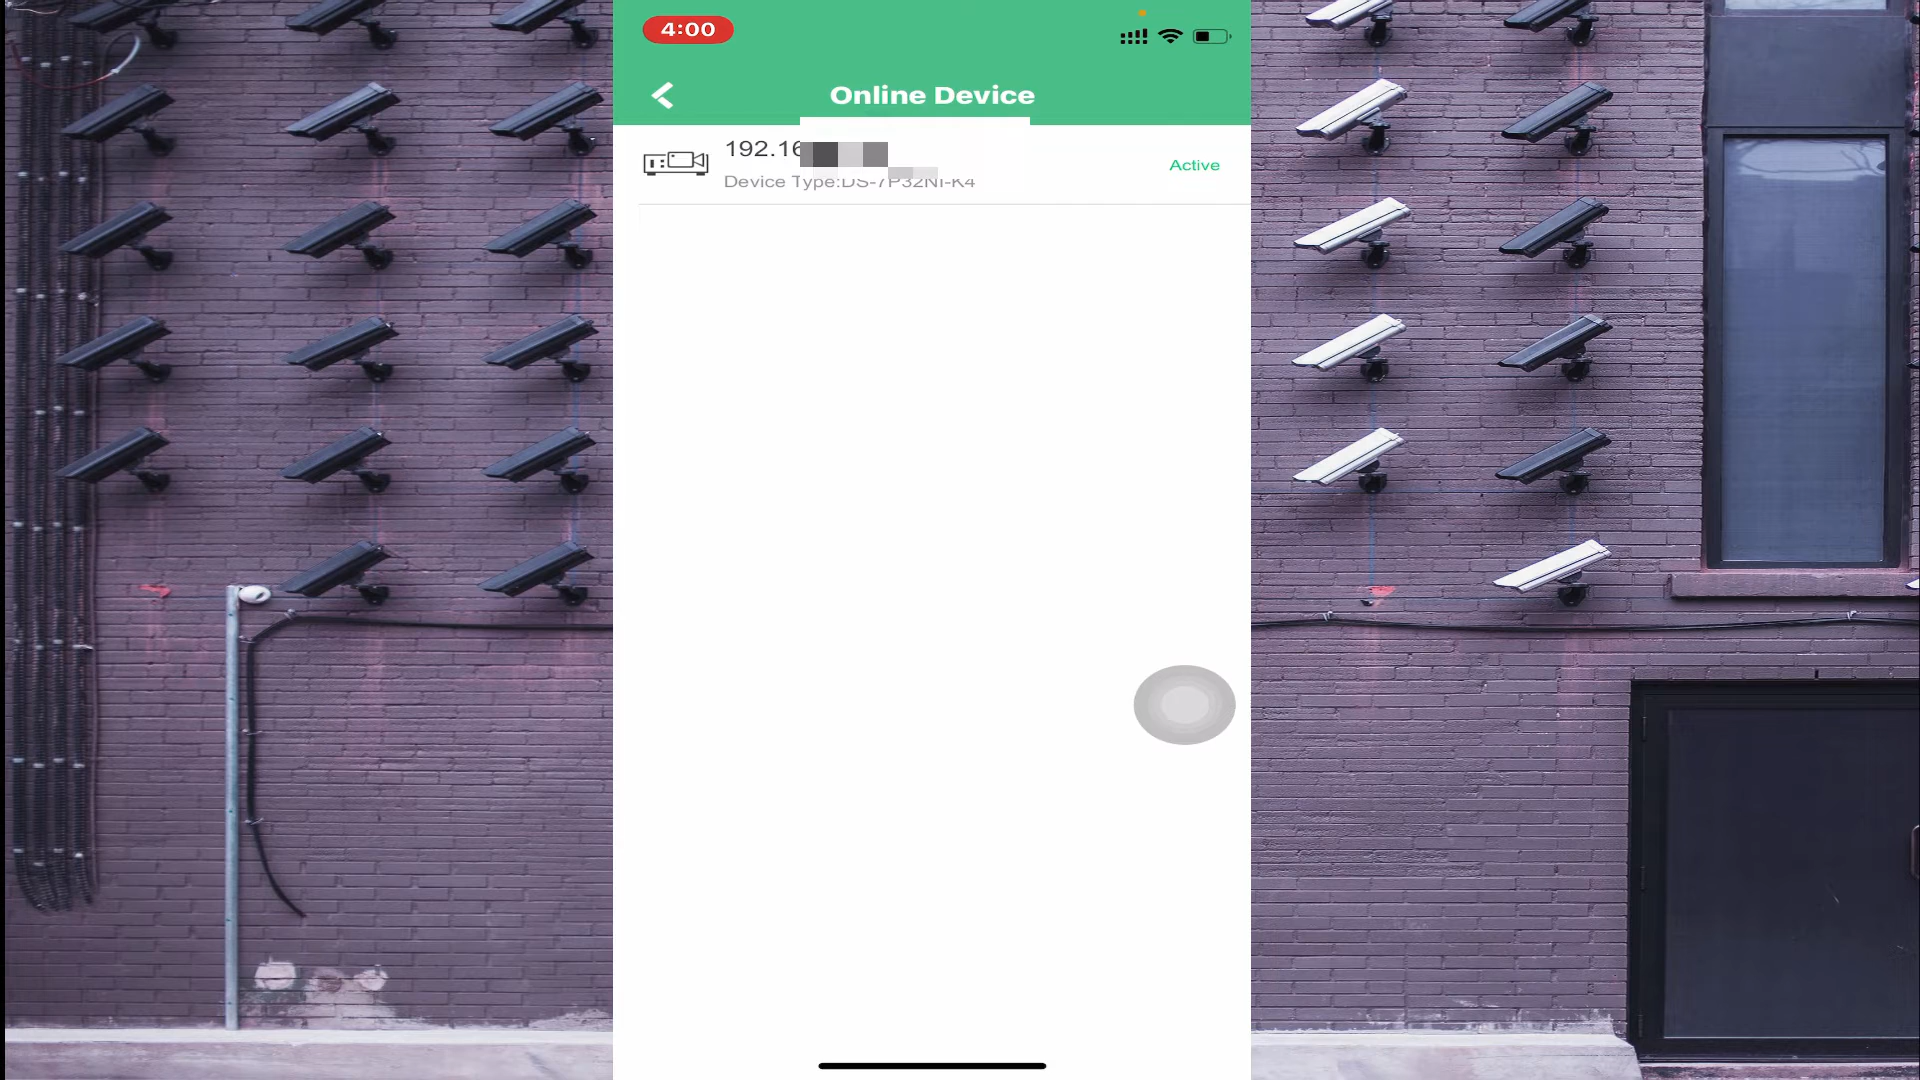 4:00
Online Device
192.16
Device Type:DS-7P32NI-K4
Active